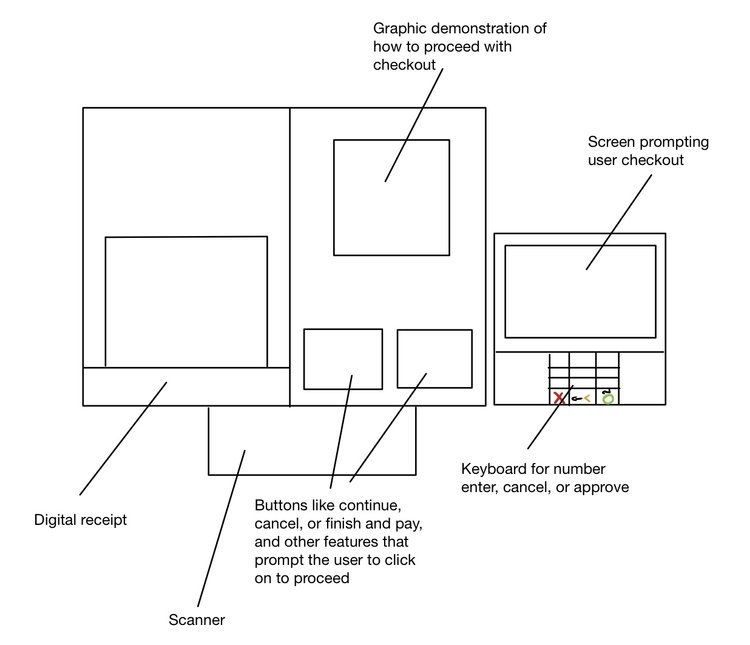 Graphic demonstration of
how to proceed with
checkout
Screen prompting
user checkout
Keyboard for number
enter, cancel, or approve
Digital receipt
Buttons like continue,
cancel, or finish and pay,
and other features that
prompt the user to click
on to proceed
Scanner